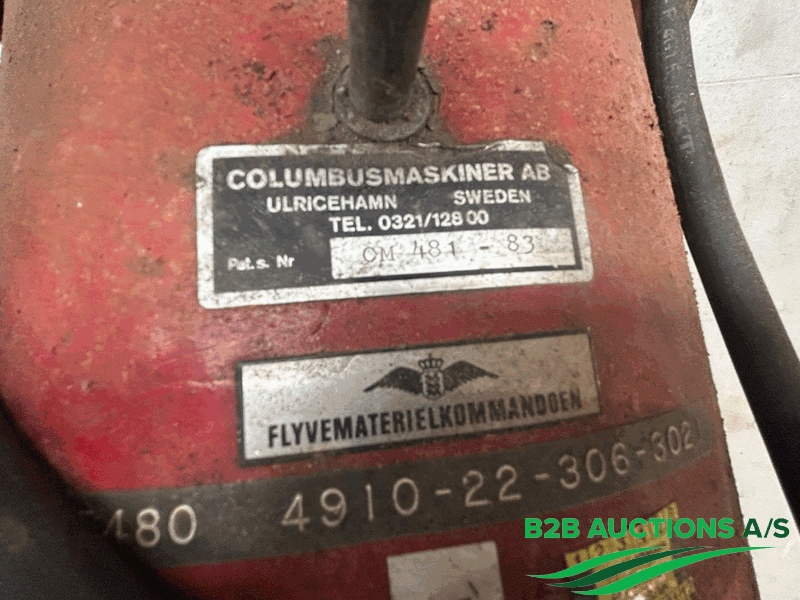 COLUMBUSMASKINER AB
ULRICEHAMN SWEDEN
TEL. 0321/128 00
Pat.s. Nr OM 481 - 83
FLYVEMATERIELKOMMANDOEN
480 4910-22-306-302
B2B AUCTIONS A/S